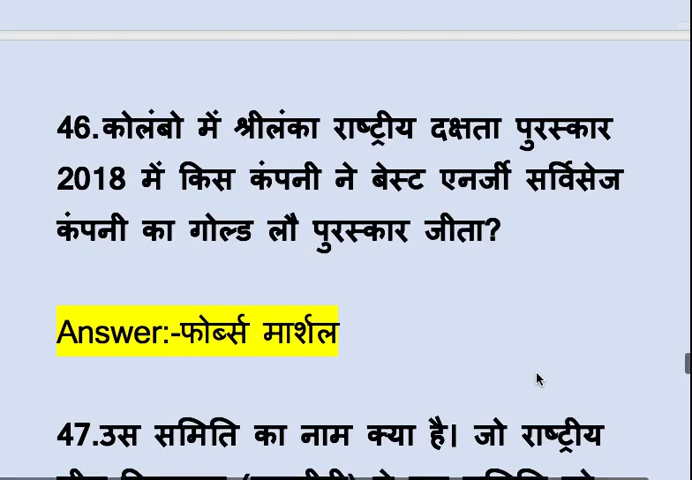 46.कोलंबो में श्रीलंका राष्ट्रीय दक्षता पुरस्कार
2018 में किस कंपनी ने बेस्ट एनर्जी सर्विसेज
कंपनी का गोल्ड लौ पुरस्कार जीता?
Answer:-फोर्ब्स मार्शल
47.उस समिति का नाम क्या है। जो राष्ट्रीय